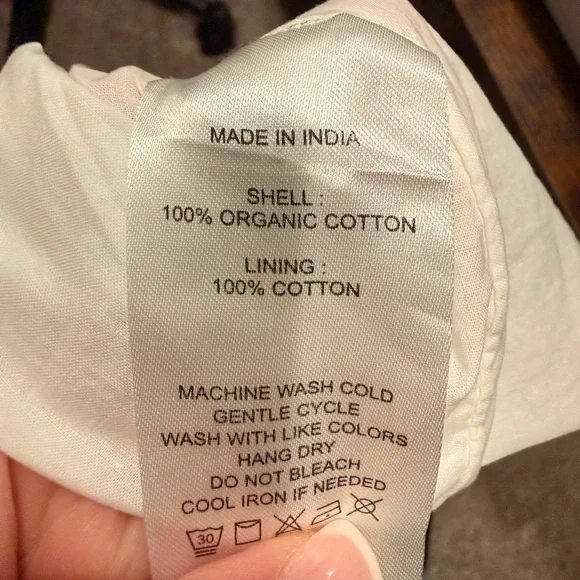 MADE IN INDIA
SHELL :
100% ORGANIC COTTON
LINING :
100% COTTON
MACHINE WASH COLD
GENTLE CYCLE
WASH WITH LIKE COLORS
HANG DRY
DO NOT BLEACH
COOL IRON IF NEEDED
30